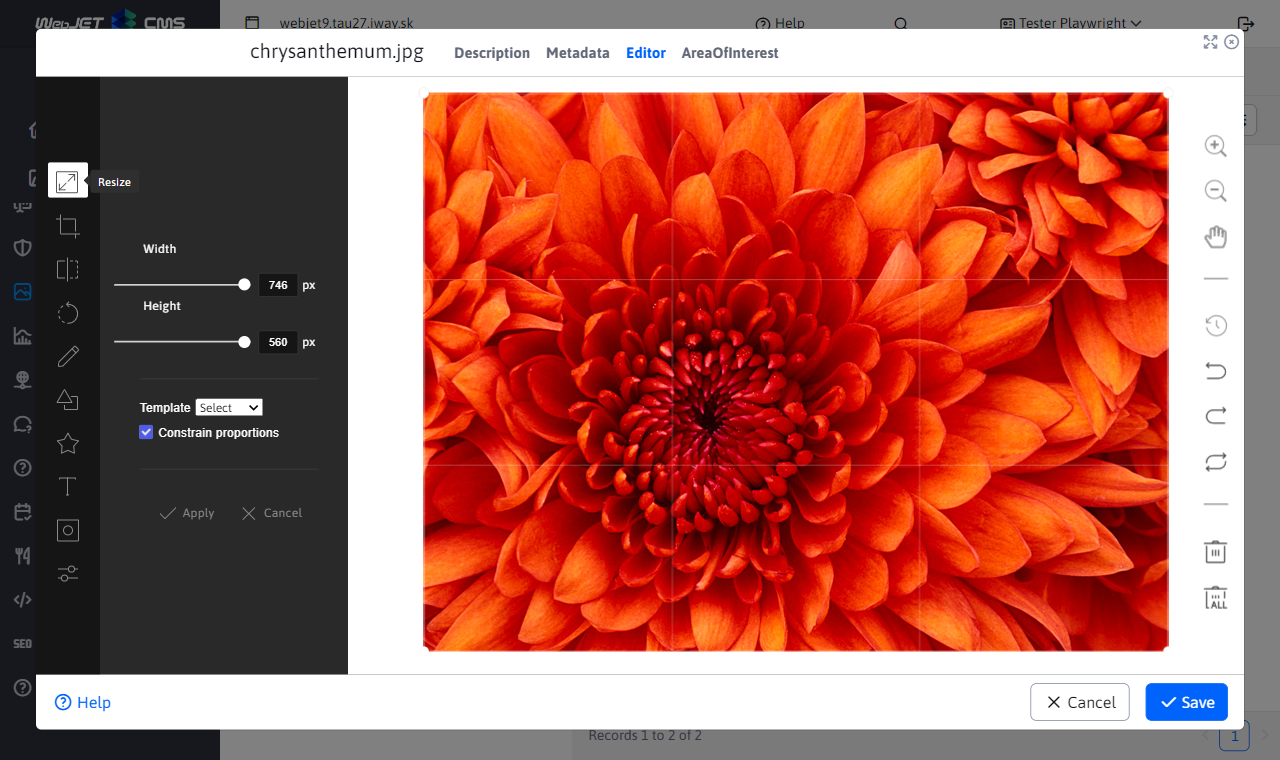 WebJET CMS
webjet9.tau27.iway.sk
Help
Tester Playwright
chrysanthemum.jpg
Description
Metadata
Editor
AreaOfInterest
Resize
Width
746 px
Height
560 px
Template Select
Constrain proportions
Apply
Cancel
ALL
SEO
Help
Cancel
Save
Records 1 to 2 of 2
1